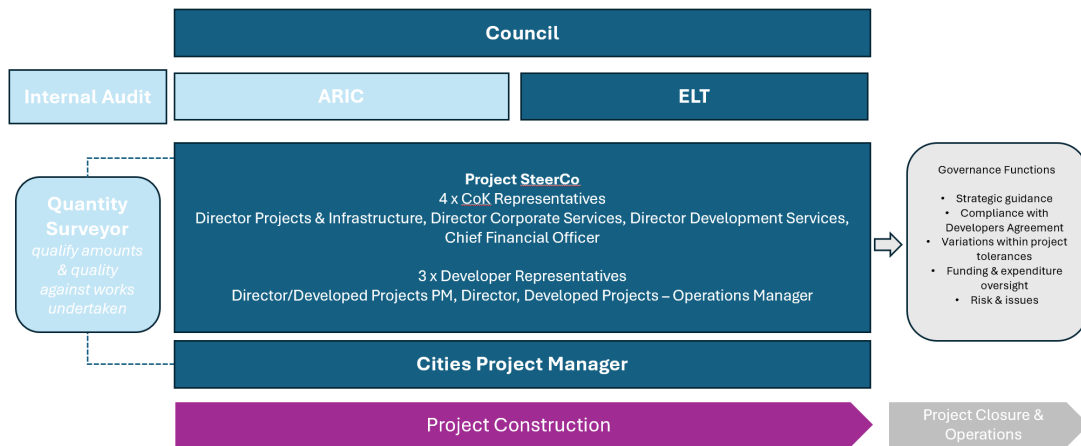 Council
Internal Audit
ARIC
ELT
Quantity
Surveyor
qualify amounts
& quality
against works
undertaken
Project SteerCo
4 x CoK Representatives
Director Projects & Infrastructure, Director Corporate Services, Director Development Services,
Chief Financial Officer
3 x Developer Representatives
Director/Developed Projects PM, Director, Developed Projects – Operations Manager
Governance Functions
• Strategic guidance
• Compliance with
Developers Agreement
• Variations within project
tolerances
• Funding & expenditure
oversight
• Risk & issues
Cities Project Manager
Project Construction
Project Closure &
Operations